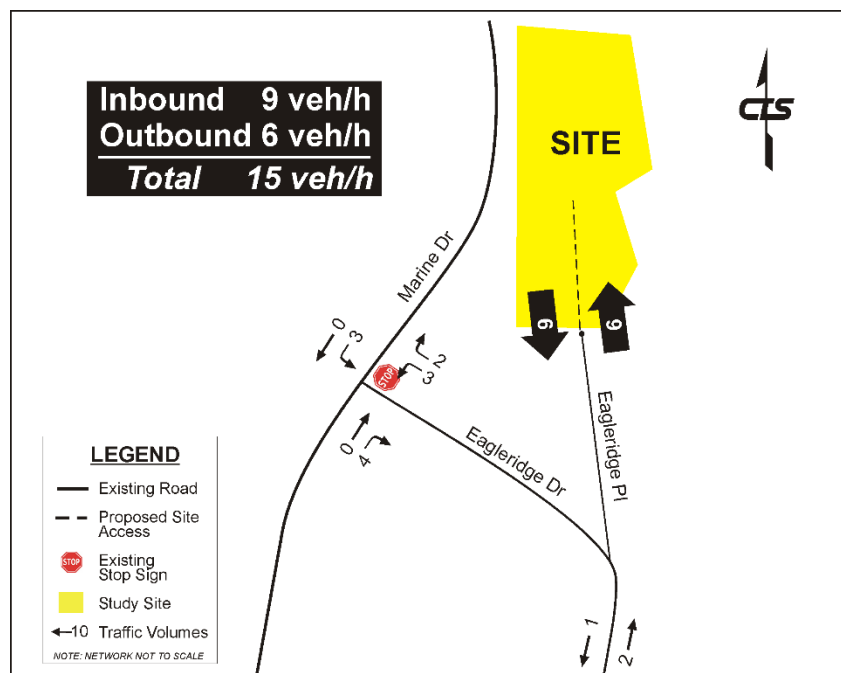 Inbound 9 veh/h
Outbound 6 veh/h
Total 15 veh/h
SITE
CTS
Marine Dr
0
3
2
3
STOP
0
4
6
9
Eagleridge Dr
Eagleridge Pl
1
2
LEGEND
Existing Road
Proposed Site
Access
STOP
Existing
Stop Sign
Study Site
10 Traffic Volumes
NOTE: NETWORK NOT TO SCALE